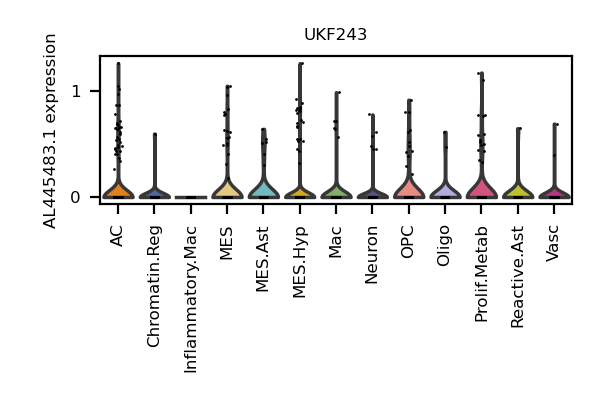 UKF243
AL445483.1 expression
1
0
AC
Chromatin.Reg
Inflammatory.Mac
MES
MES.Ast
MES.Hyp
Mac
Neuron
OPC
Oligo
Prolif.Metab
Reactive.Ast
Vasc